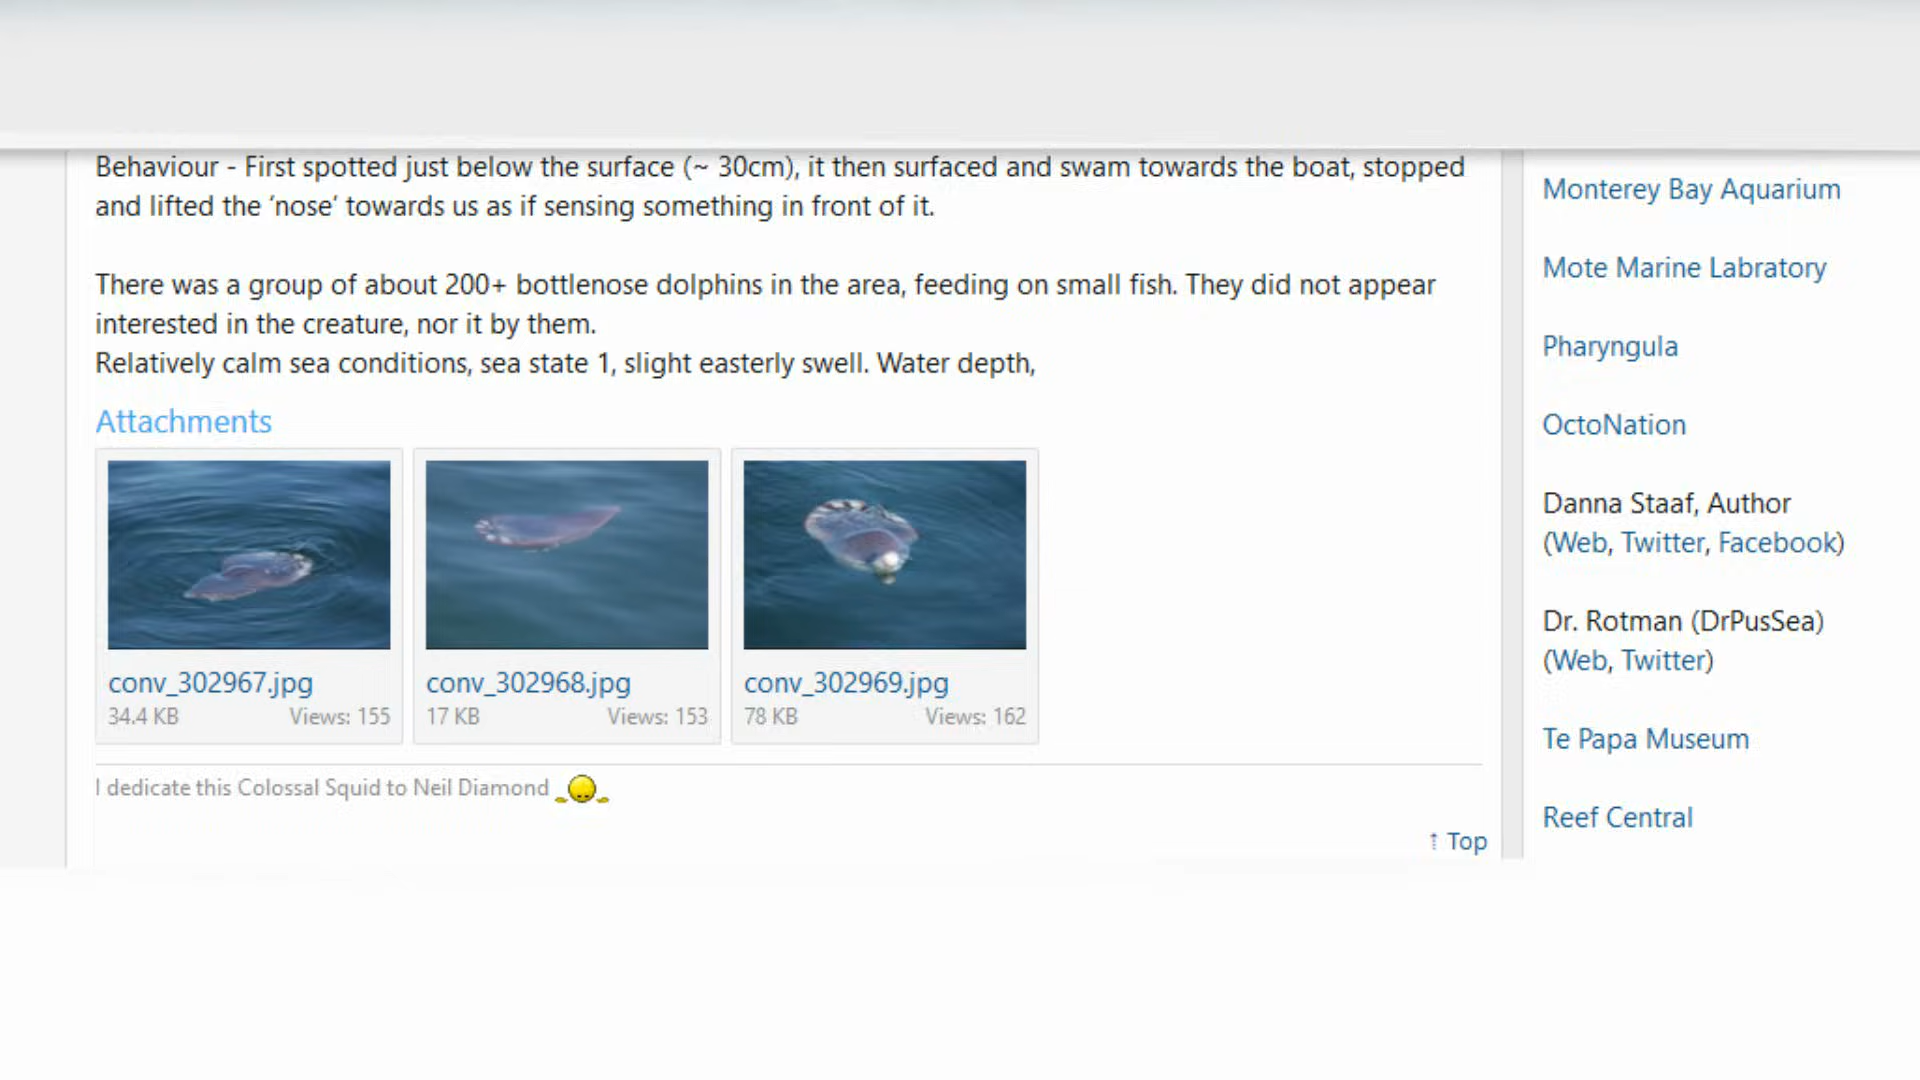 Behaviour - First spotted just below the surface (~ 30cm), it then surfaced and swam towards the boat, stopped
and lifted the ‘nose’ towards us as if sensing something in front of it.
There was a group of about 200+ bottlenose dolphins in the area, feeding on small fish. They did not appear
interested in the creature, nor it by them.
Relatively calm sea conditions, sea state 1, slight easterly swell. Water depth,
Attachments
conv_302967.jpg
34.4 KB Views: 155
conv_302968.jpg
17 KB Views: 153
conv_302969.jpg
78 KB Views: 162
I dedicate this Colossal Squid to Neil Diamond
↑ Top
Monterey Bay Aquarium
Mote Marine Labratory
Pharyngula
OctoNation
Danna Staaf, Author
(Web, Twitter, Facebook)
Dr. Rotman (DrPusSea)
(Web, Twitter)
Te Papa Museum
Reef Central